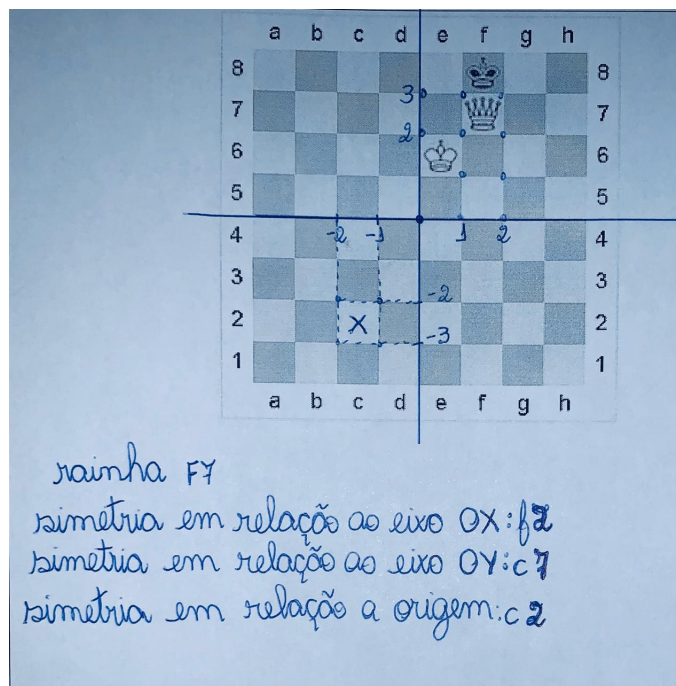 a b c d e f g h
8 8
3
7 7
2
6 6
5 5
4 -2 -1 1 2 4
3 3
-2
2 X 2
-3
1 1
a b c d e f g h
rainha F7
simetria em relação ao eixo OX:f2
simetria em relação ao eixo OY:c7
simetria em relação a origem:c2